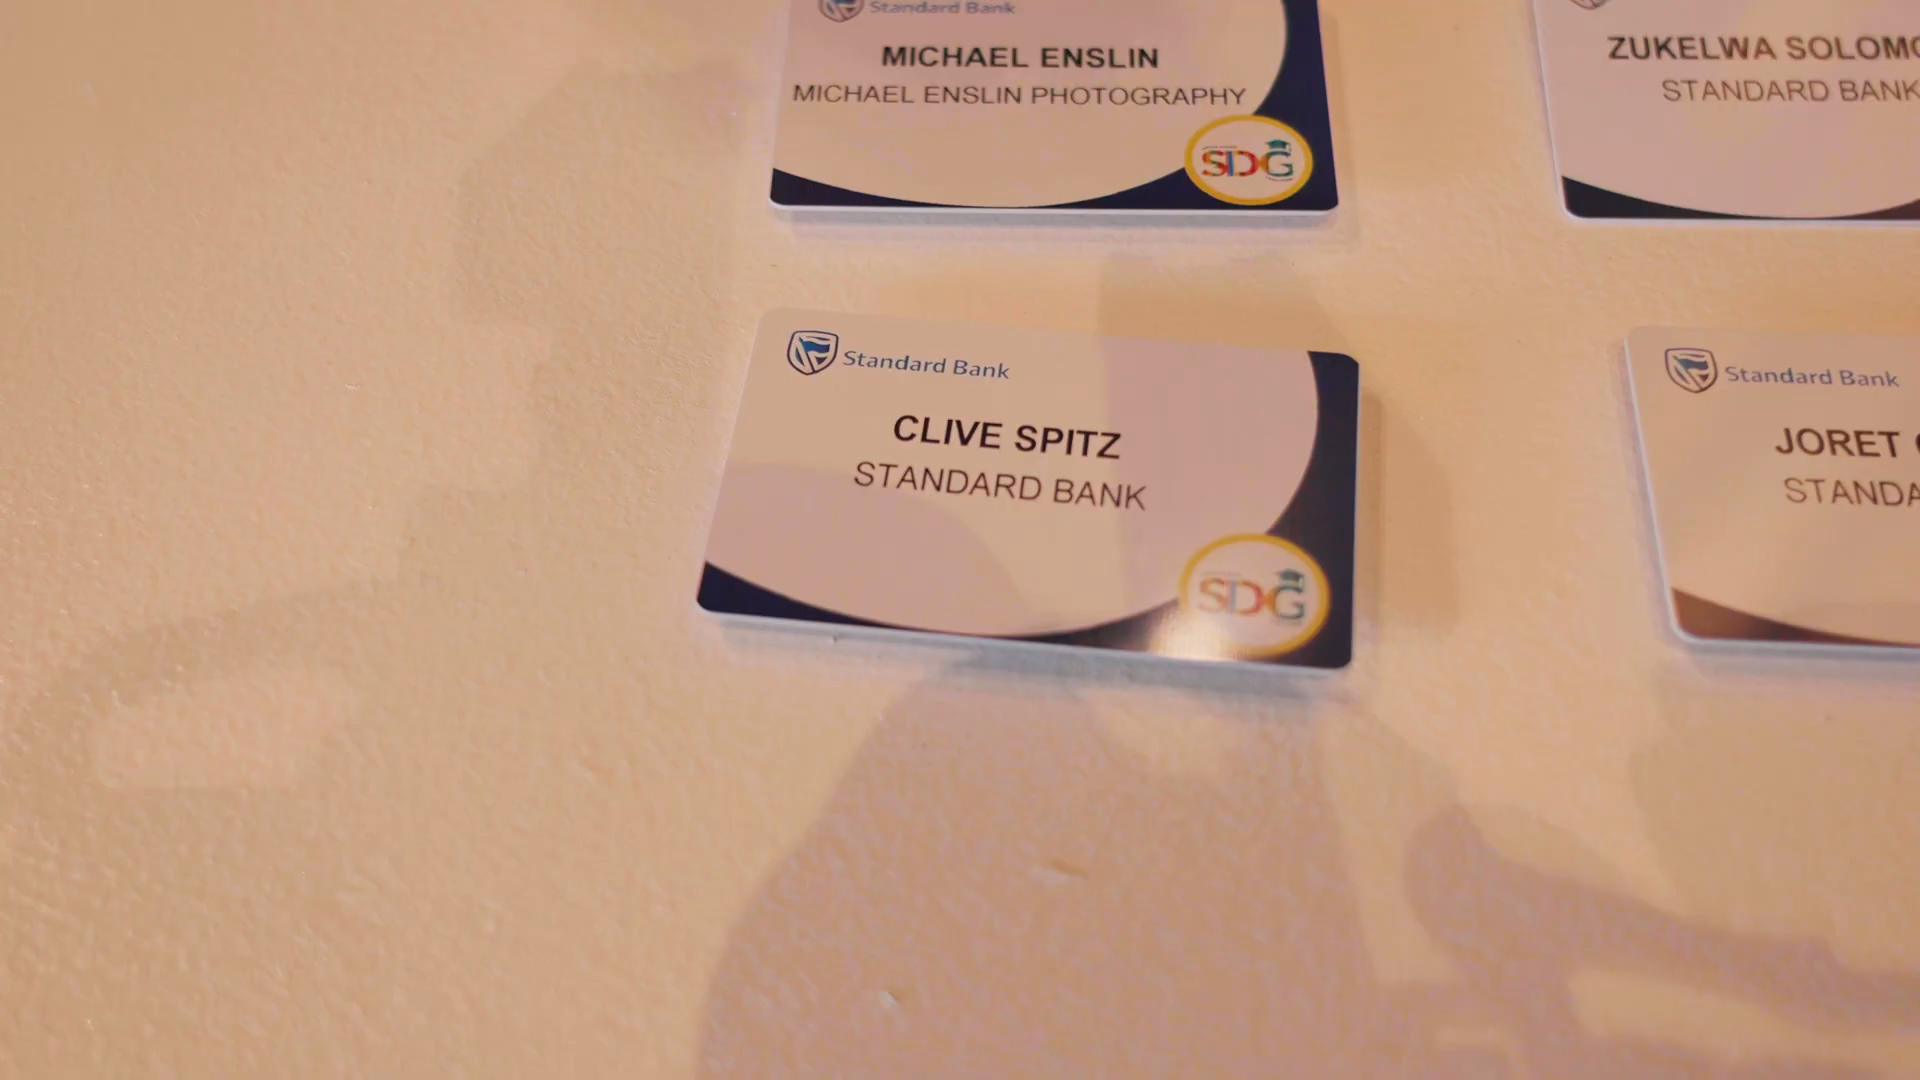 Standard Bank
MICHAEL ENSLIN
MICHAEL ENSLIN PHOTOGRAPHY
SDG
ZUKELWA
STANDARD BANK
Standard Bank
CLIVE SPITZ
STANDARD BANK
SDG
Standard Bank
JORET